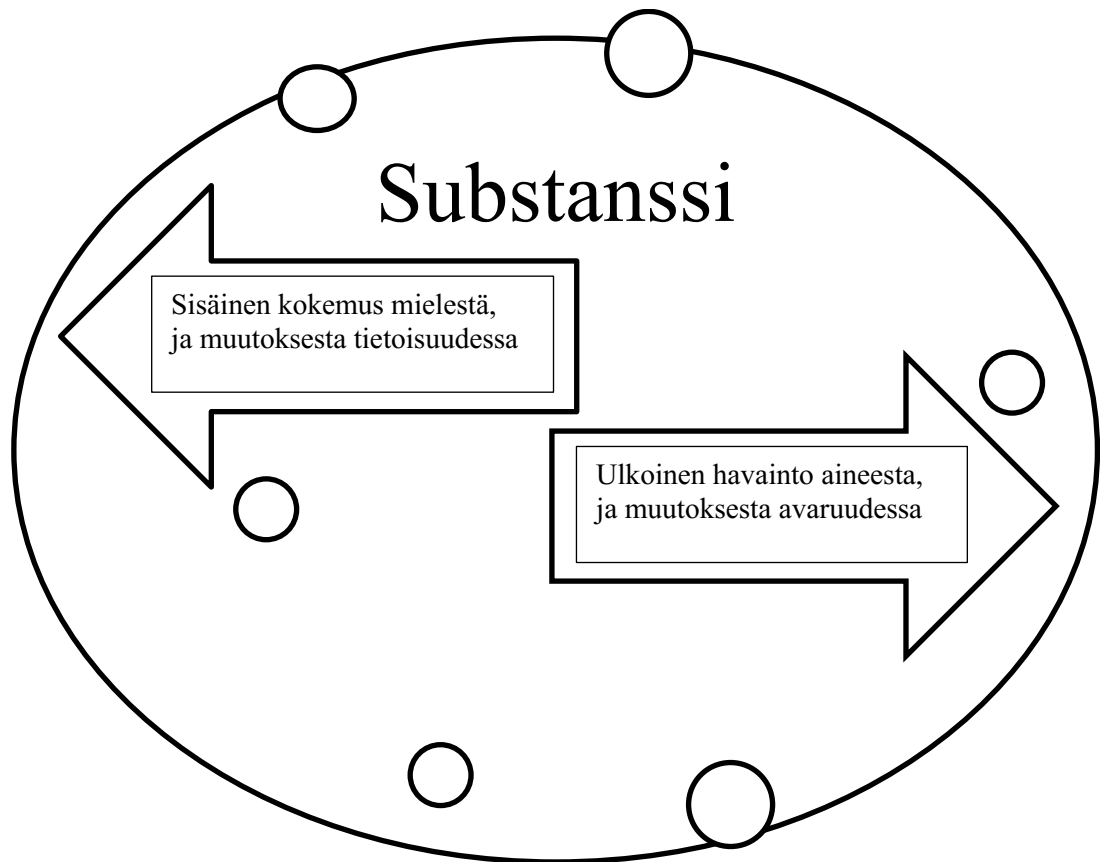 Substanssi
Sisäinen kokemus mielestä,
ja muutoksesta tietoisuudessa
Ulkoinen havainto aineesta,
ja muutoksesta avaruudessa